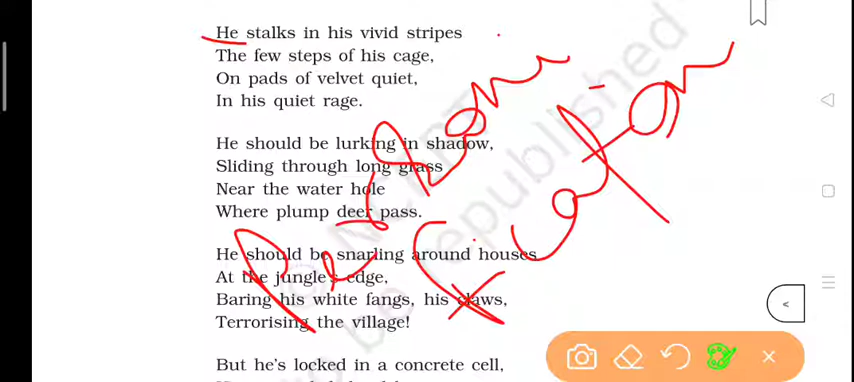 He stalks in his vivid stripes
The few steps of his cage,
On pads of velvet quiet,
In his quiet rage.
He should be lurking in shadow,
Sliding through long grass
Near the water hole
Where plump deer pass.
He should be snarling around houses
At the jungle's edge,
Baring his white fangs, his claws,
Terrorising the village!
But he's locked in a concrete cell,